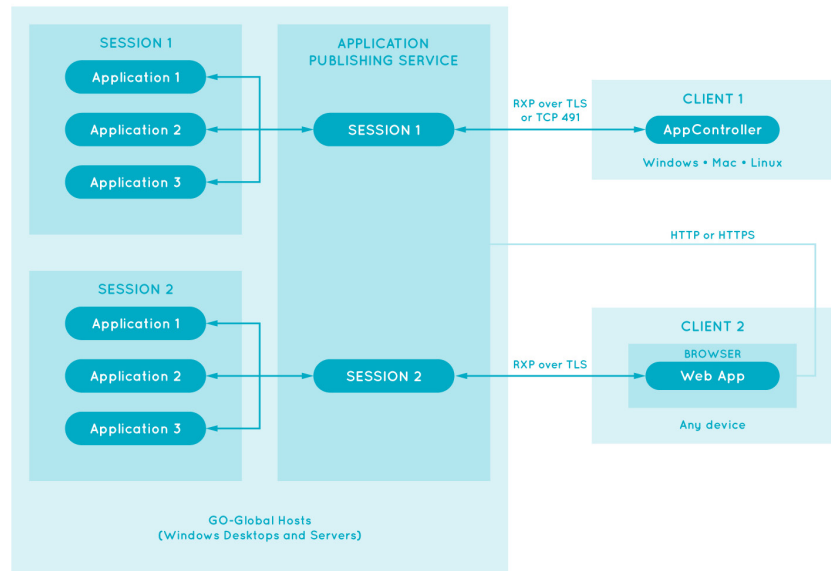 SESSION 1
Application 1
Application 2
Application 3
APPLICATION
PUBLISHING SERVICE
SESSION 1
RXP over TLS
or TCP 491
CLIENT 1
AppController
Windows • Mac • Linux
HTTP or HTTPS
SESSION 2
Application 1
Application 2
Application 3
SESSION 2
RXP over TLS
CLIENT 2
BROWSER
Web App
Any device
GO-Global Hosts
(Windows Desktops and Servers)